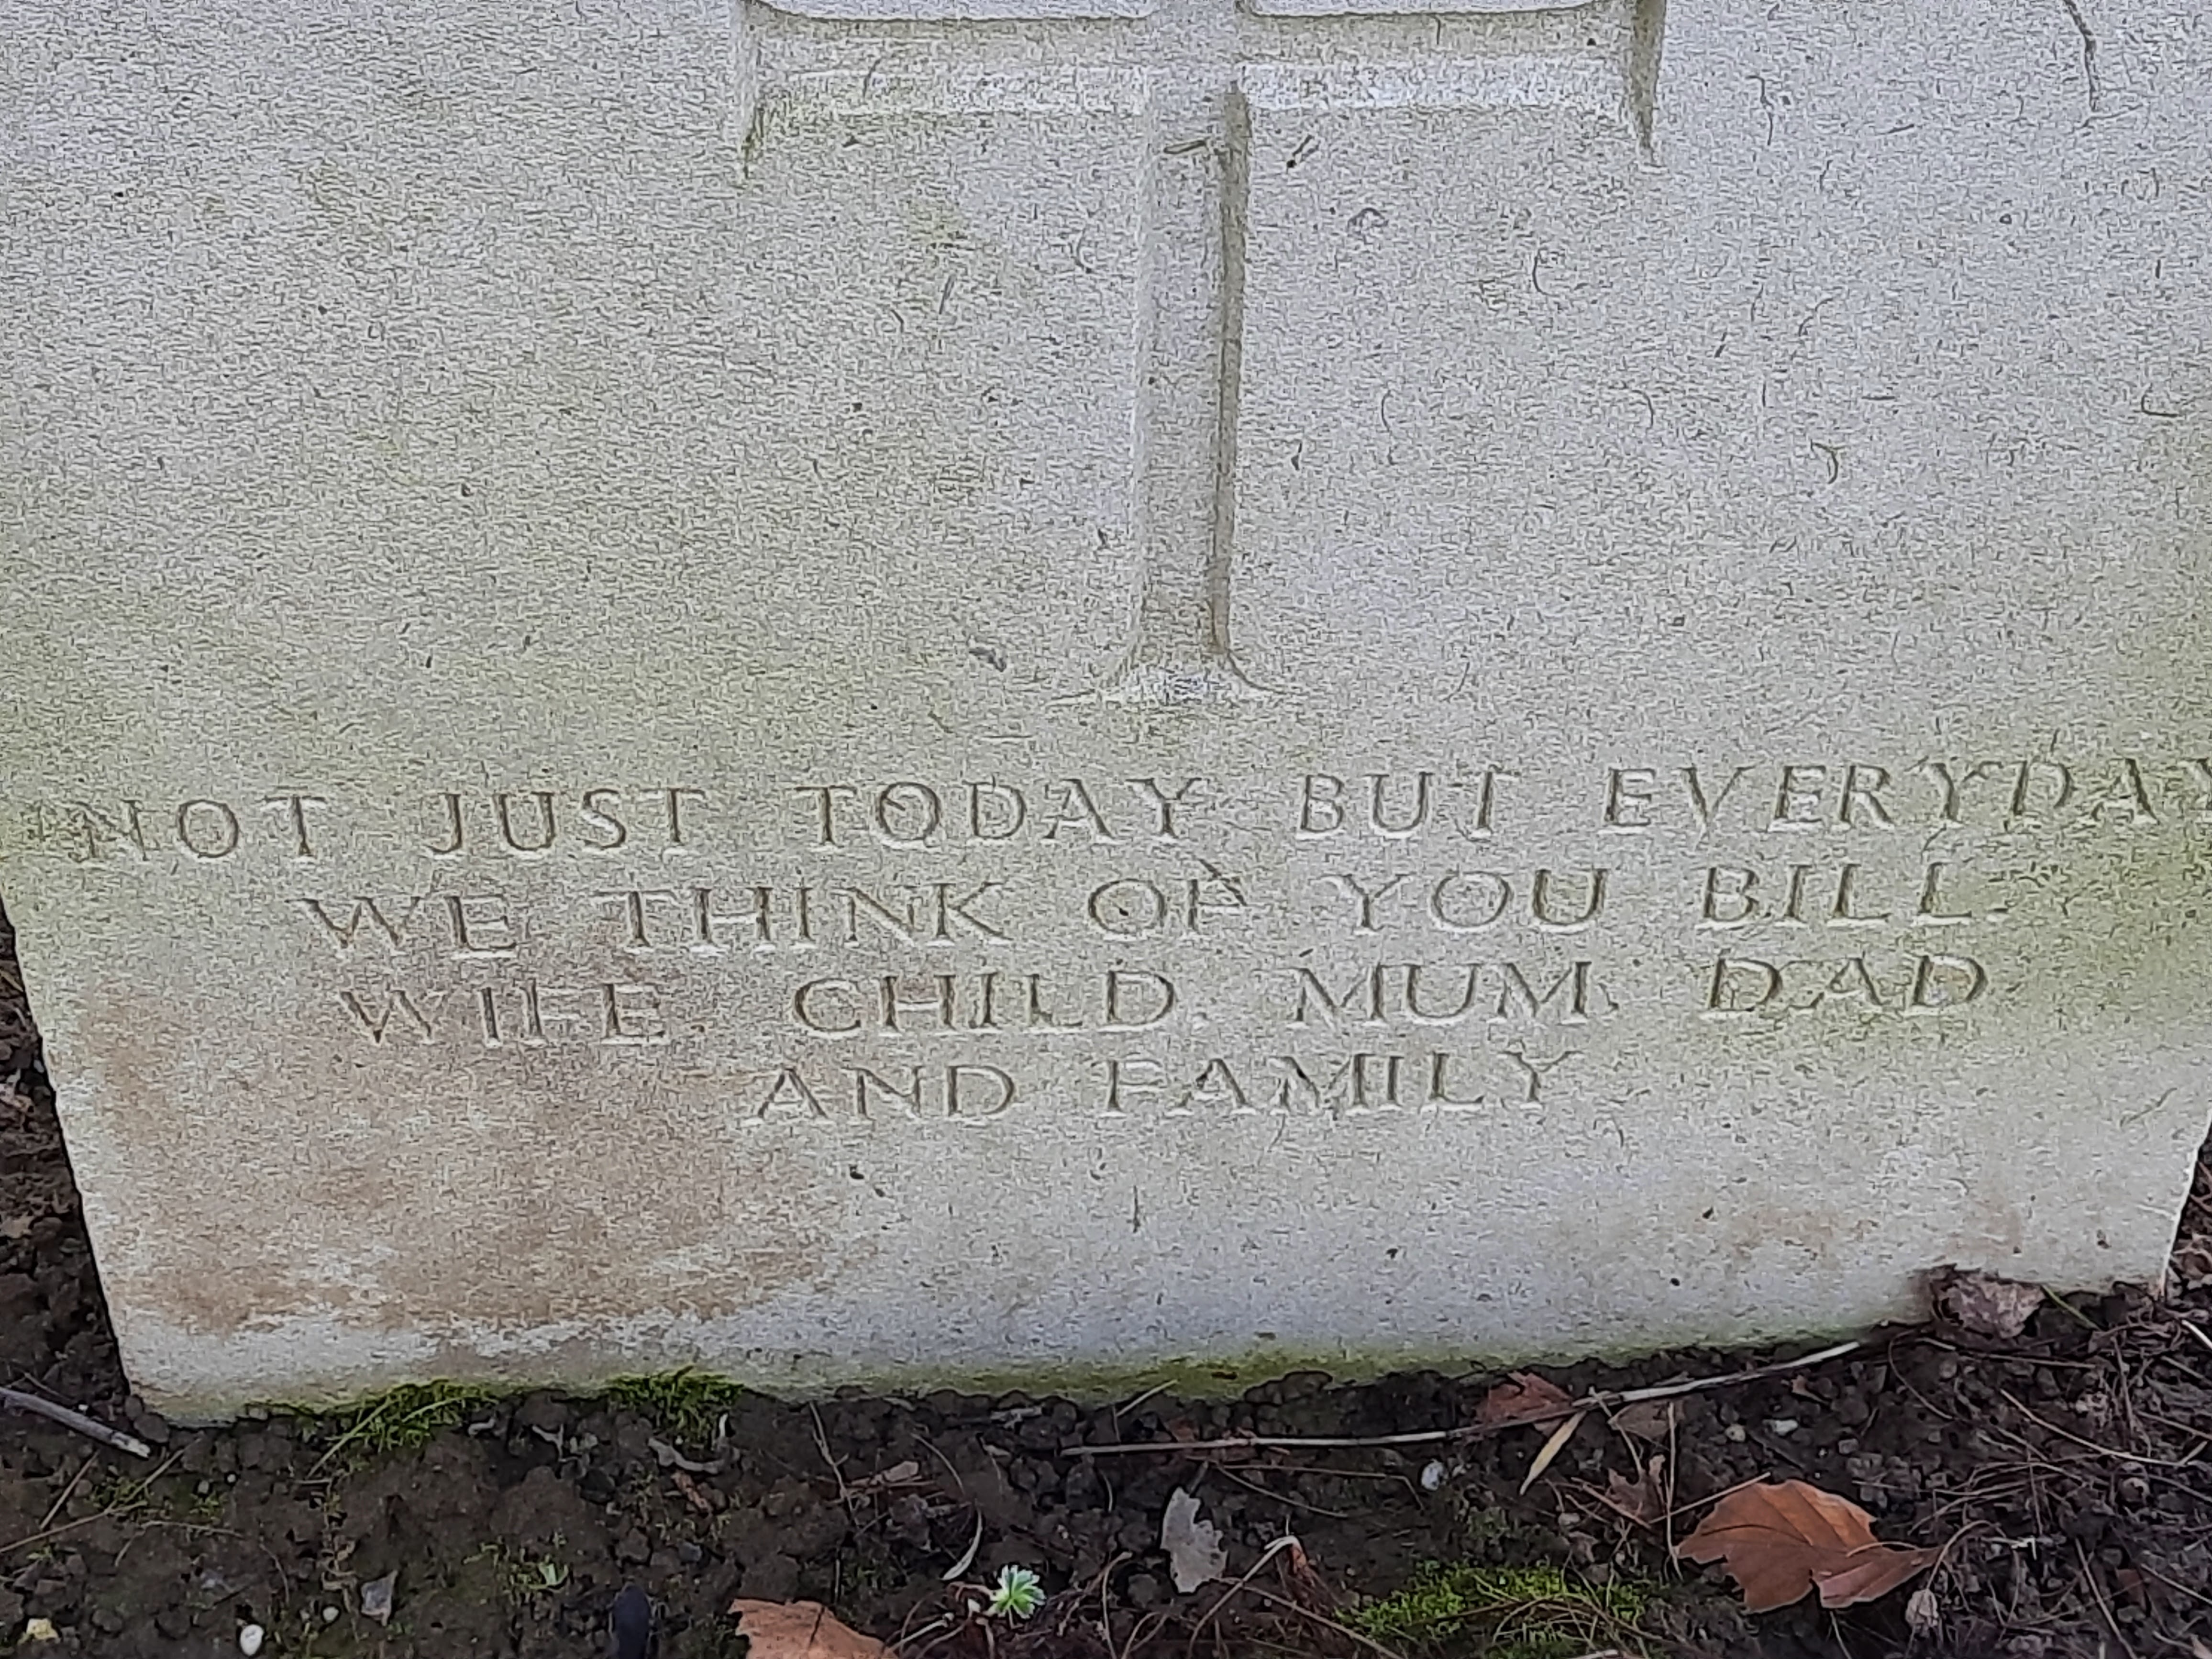 NOT JUST TODAY BUT EVERYDAY
WE THINK OF YOU BILL.
WIFE, CHILD, MUM, DAD
AND FAMILY